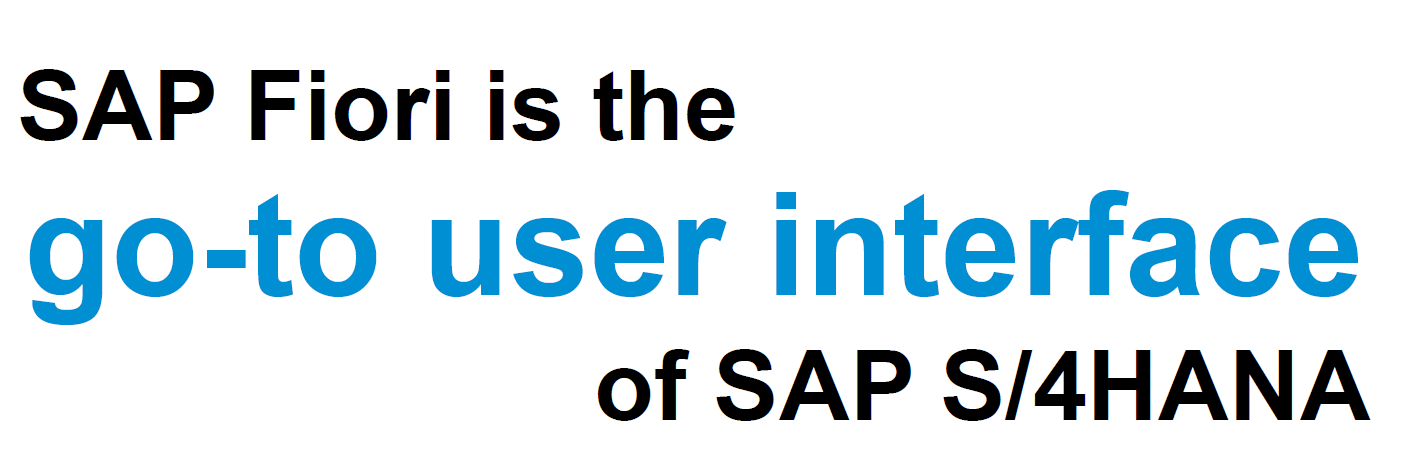 SAP Fiori is the
go-to user interface
of SAP S/4HANA